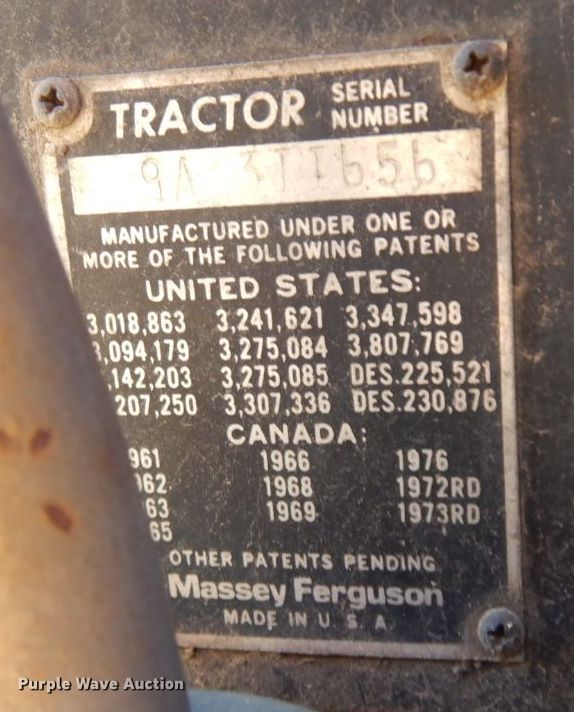 TRACTOR SERIAL NUMBER
9A
MANUFACTURED UNDER ONE OR
MORE OF THE FOLLOWING PATENTS
UNITED STATES:
3,018,863 3,241,621 3,347,598
,094,179 3,275,084 3,807,769
,142,203 3,275,085 DES.225,521
207,250 3,307,336 DES.230,876
CANADA:
961 1966 1976
62 1968 1972RD
63 1969 1973RD
65
OTHER PATENTS PENDING
Massey Ferguson
MADE IN U.S.A
Purple Wave Auction